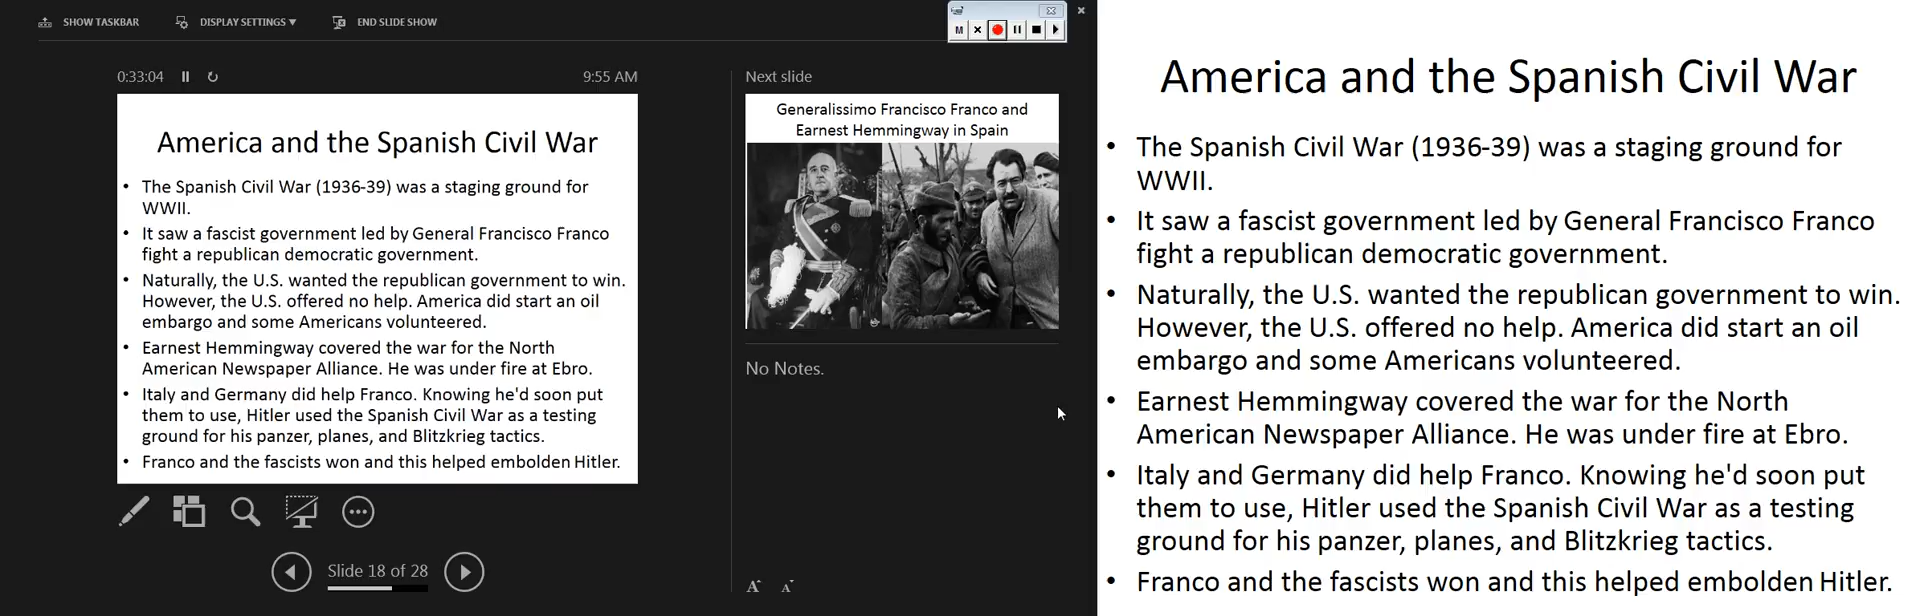 SHOW TASKBAR
DISPLAY SETTINGS ▼
END SLIDE SHOW
M
0:33:04
9:55 AM
America and the Spanish Civil War
• The Spanish Civil War (1936-39) was a staging ground for
WWII.
• It saw a fascist government led by General Francisco Franco
fight a republican democratic government.
• Naturally, the U.S. wanted the republican government to win.
However, the U.S. offered no help. America did start an oil
embargo and some Americans volunteered.
• Earnest Hemmingway covered the war for the North
American Newspaper Alliance. He was under fire at Ebro.
• Italy and Germany did help Franco. Knowing he'd soon put
them to use, Hitler used the Spanish Civil War as a testing
ground for his panzer, planes, and Blitzkrieg tactics.
• Franco and the fascists won and this helped embolden Hitler.
Slide 18 of 28
Next slide
Generalissimo Francisco Franco and
Earnest Hemmingway in Spain
No Notes.
A A
America and the Spanish Civil War
• The Spanish Civil War (1936-39) was a staging ground for
WWII.
• It saw a fascist government led by General Francisco Franco
fight a republican democratic government.
• Naturally, the U.S. wanted the republican government to win.
However, the U.S. offered no help. America did start an oil
embargo and some Americans volunteered.
• Earnest Hemmingway covered the war for the North
American Newspaper Alliance. He was under fire at Ebro.
• Italy and Germany did help Franco. Knowing he'd soon put
them to use, Hitler used the Spanish Civil War as a testing
ground for his panzer, planes, and Blitzkrieg tactics.
• Franco and the fascists won and this helped embolden Hitler.